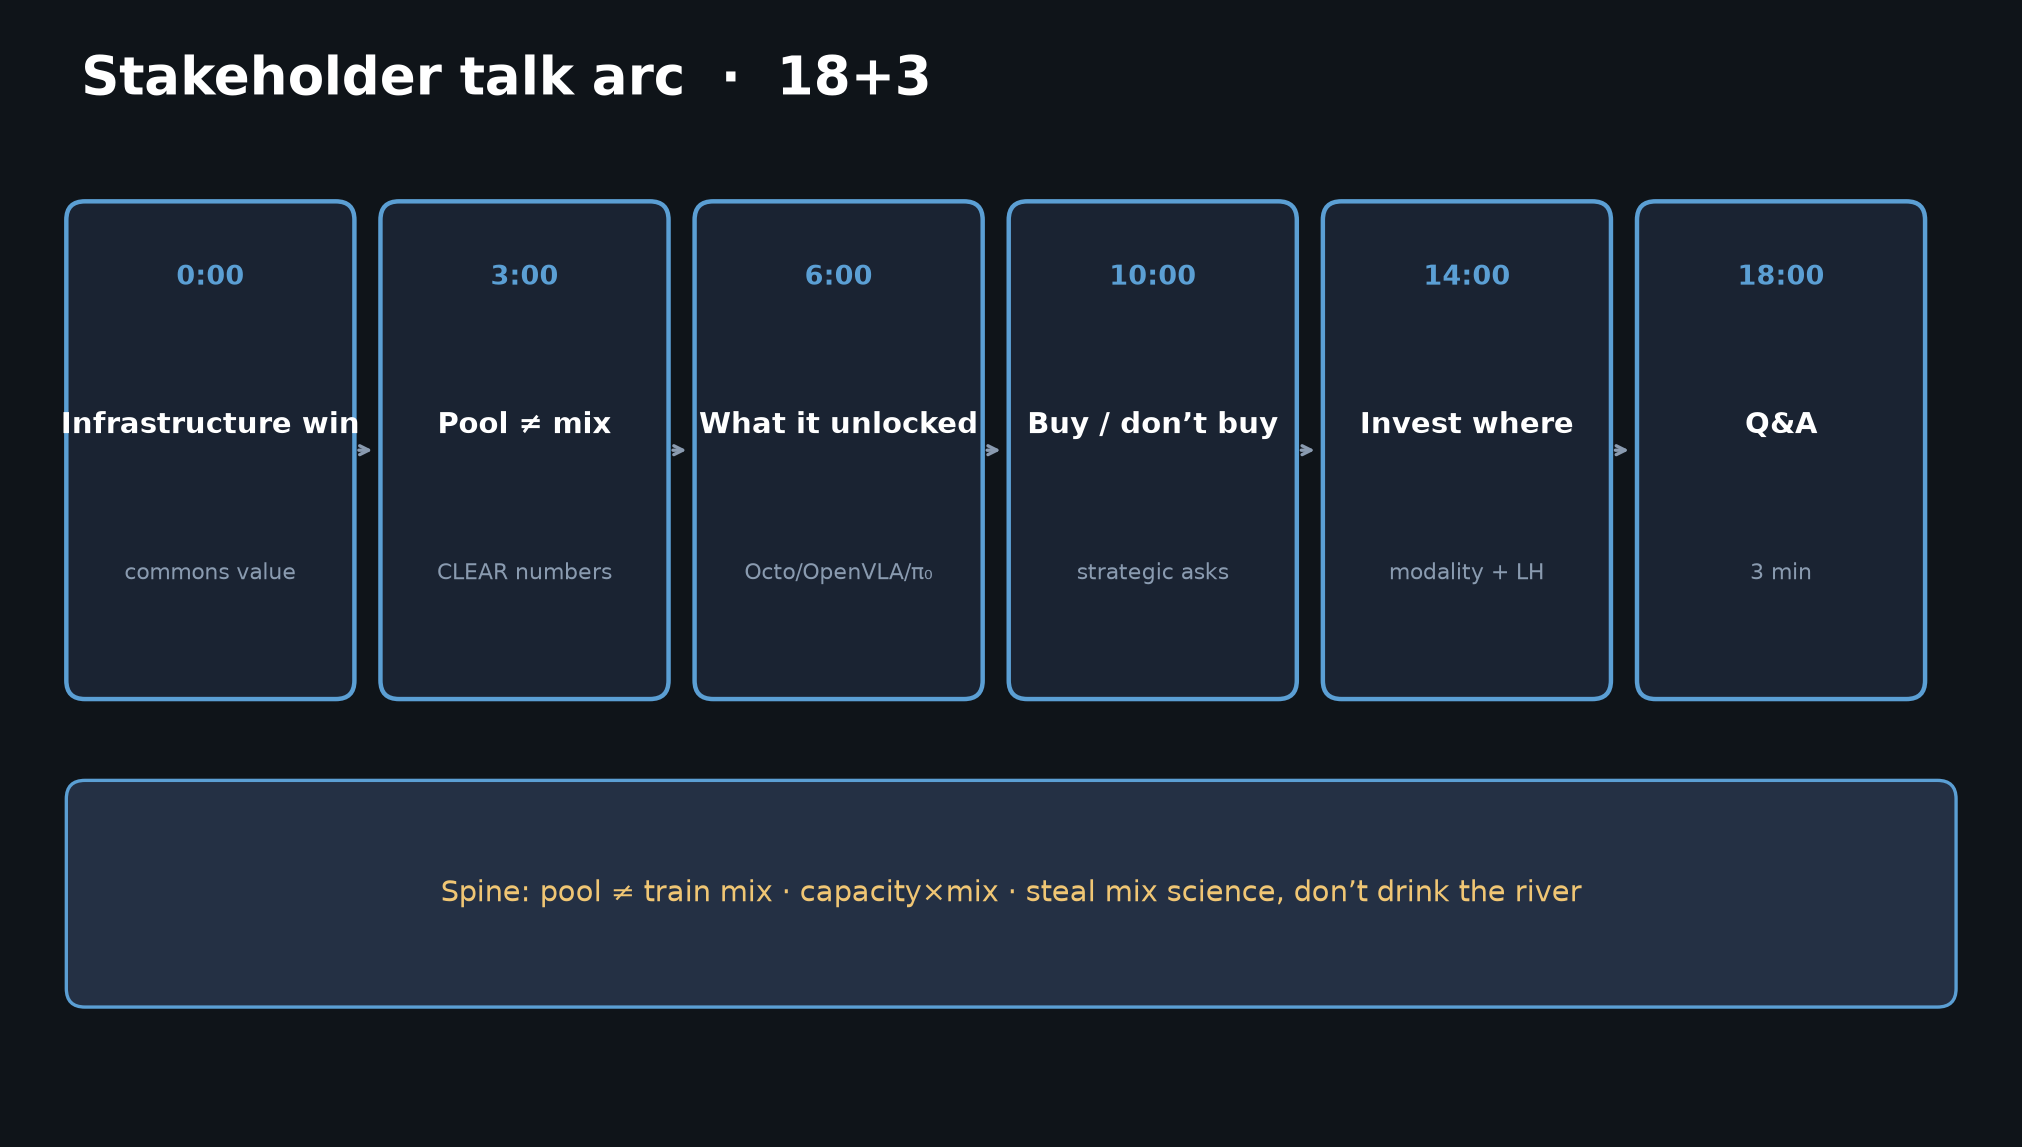 Stakeholder talk arc · 18+3
0:00
Infrastructure win
commons value
3:00
Pool ≠ mix
CLEAR numbers
6:00
What it unlocked
Octo/OpenVLA/π₀
10:00
Buy / don’t buy
strategic asks
14:00
Invest where
modality + LH
18:00
Q&A
3 min
Spine: pool ≠ train mix · capacity×mix · steal mix science, don’t drink the river